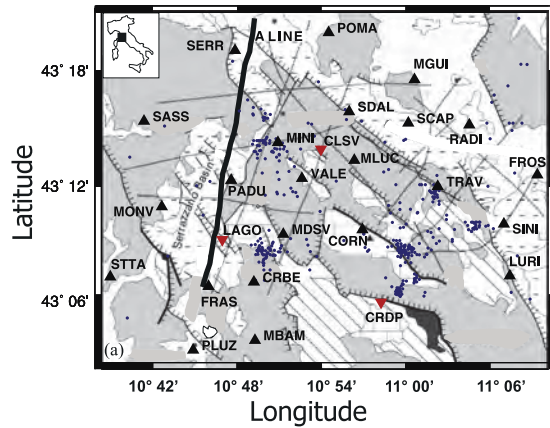 POMA
SERR
A LINE
43° 18'
MGUI
SASS
SDAL
SCAP
RADI
MINI
CLSV
MLUC
FROS
43° 12'
PADU
VALE
TRAV
MONV
Serrazzano Basin
SINI
LAGO
MDSV
CORN
STTA
LURI
43° 06'
FRAS
CRBE
CRDP
(a)
PLUZ
MBAM
10° 42'
10° 48'
10° 54'
11° 00'
11° 06'
Latitude
Longitude